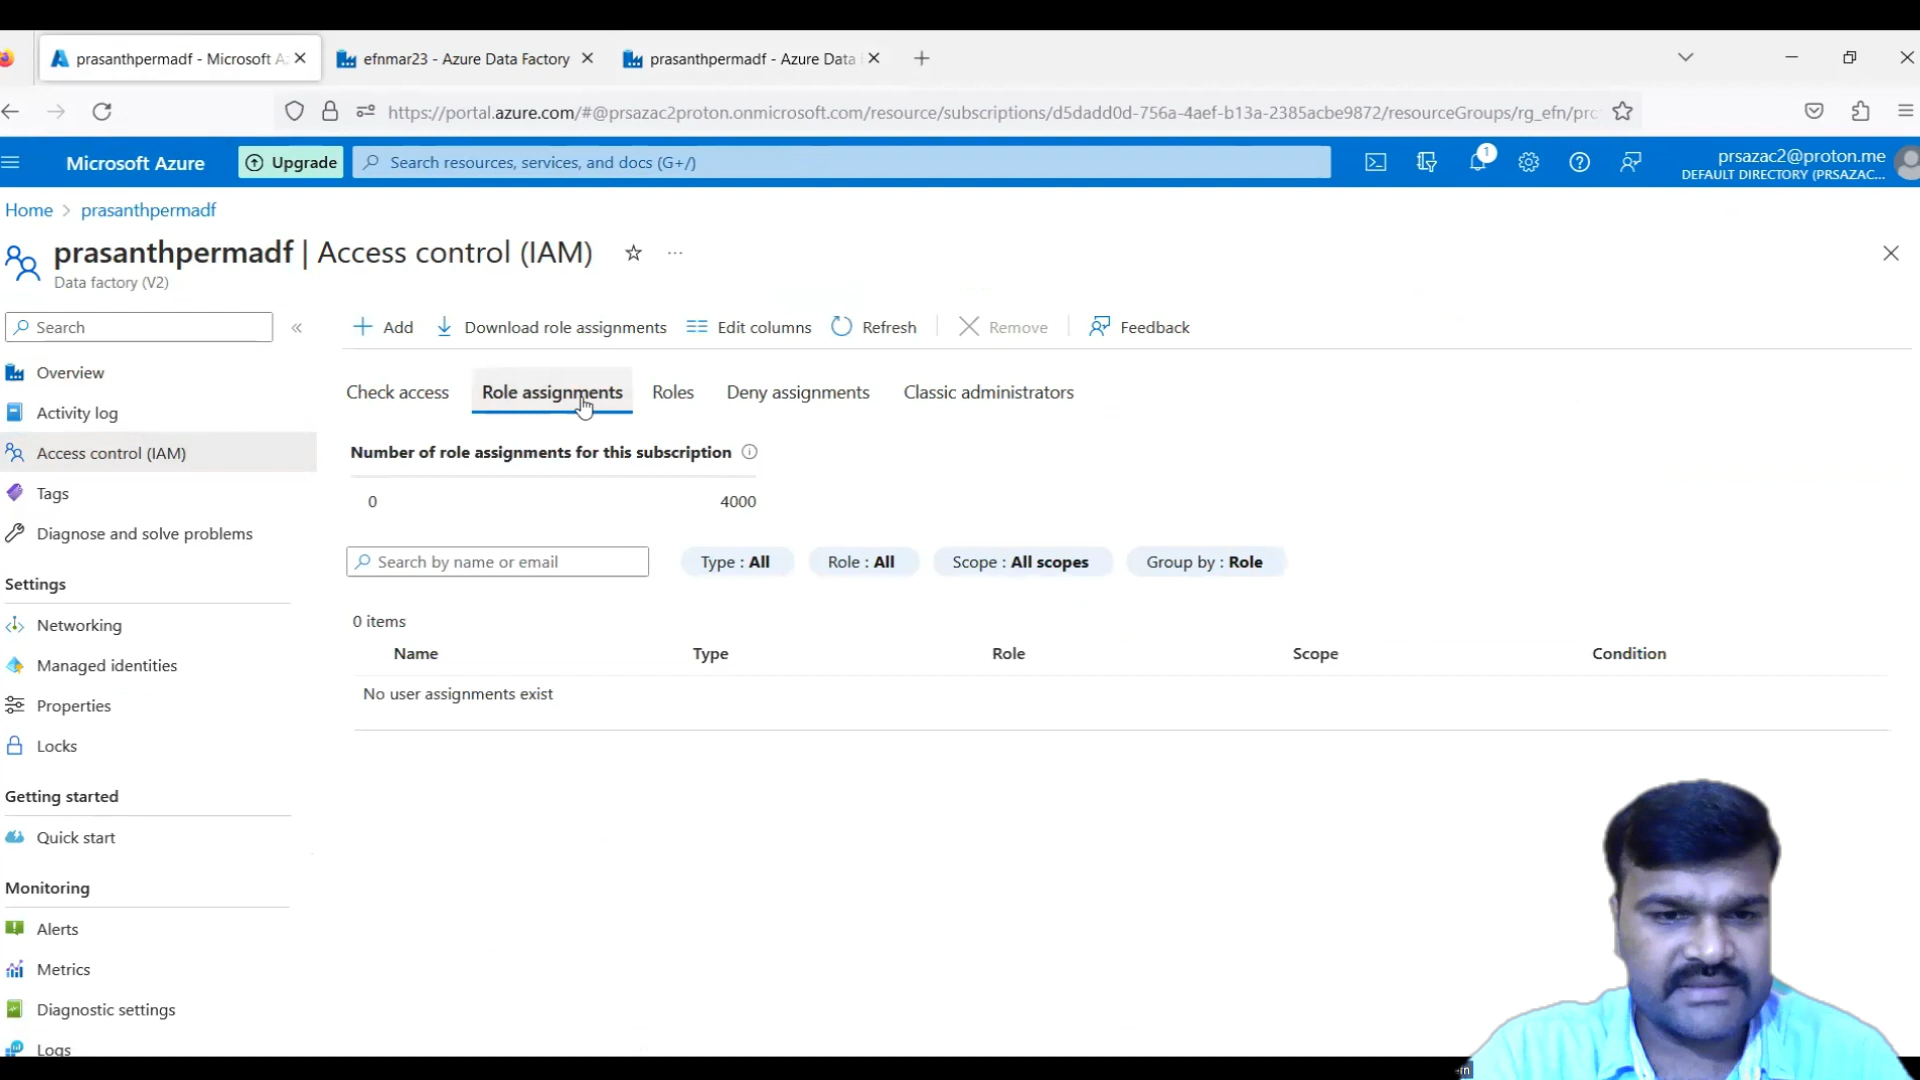 prasanthpermadf - Microsoft A
efnmar23 - Azure Data Factory
prasanthpermadf - Azure Data
https://portal.azure.com/#@prsazac2proton.onmicrosoft.com/resource/subscriptions/d5dadd0d-756a-4aef-b13a-2385acbe9872/resourceGroups/rg_efn/pro
Microsoft Azure
Upgrade
Search resources, services, and docs (G+/)
1
prsazac2@proton.me
DEFAULT DIRECTORY (PRSAZAC...
Home > prasanthpermadf
prasanthpermadf | Access control (IAM)
Data factory (V2)
Search
Add
Download role assignments
Edit columns
Refresh
Remove
Feedback
Overview
Activity log
Access control (IAM)
Tags
Diagnose and solve problems
Settings
Networking
Managed identities
Properties
Locks
Getting started
Quick start
Monitoring
Alerts
Metrics
Diagnostic settings
Logs
Check access
Role assignments
Roles
Deny assignments
Classic administrators
Number of role assignments for this subscription
0
4000
Search by name or email
Type : All
Role : All
Scope : All scopes
Group by : Role
0 items
Name
Type
Role
Scope
Condition
No user assignments exist